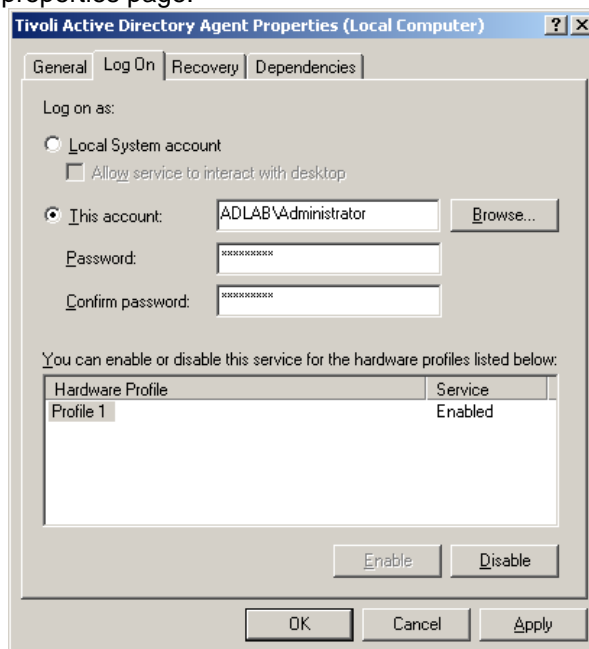 properties page.
Tivoli Active Directory Agent Properties (Local Computer)
General Log On Recovery Dependencies
Log on as:
Local System account
Allow service to interact with desktop
This account: ADLAB\Administrator Browse...
Password: *********
Confirm password: *********
You can enable or disable this service for the hardware profiles listed below:
Hardware Profile Service
Profile 1 Enabled
Enable Disable
OK Cancel Apply